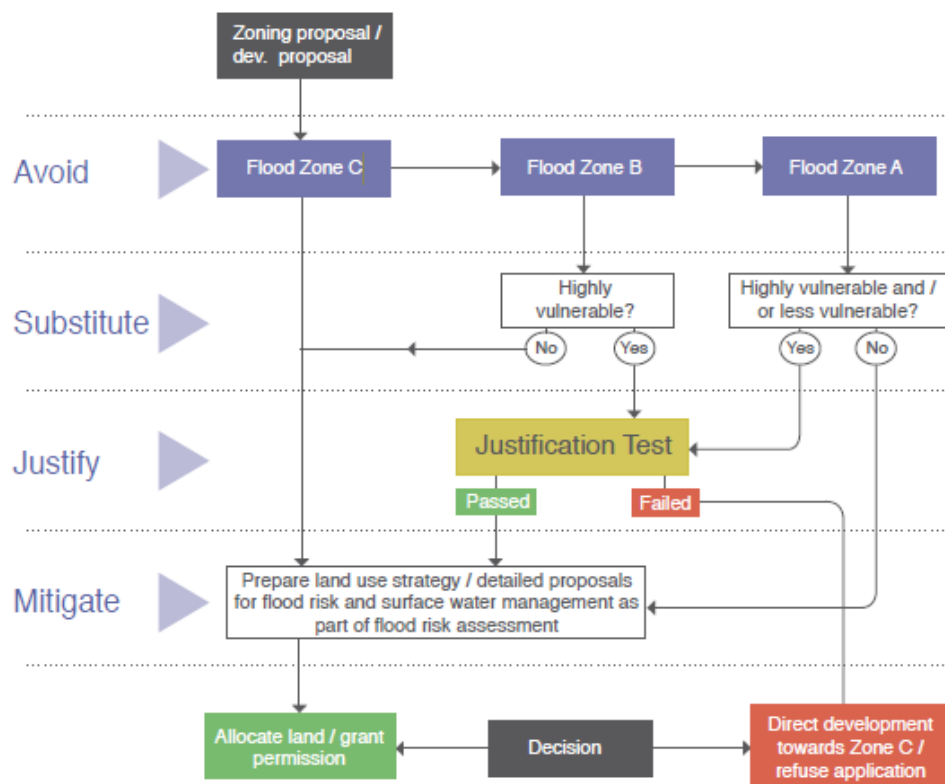 Zoning proposal /
dev. proposal
Avoid
Flood Zone C
Flood Zone B
Flood Zone A
Substitute
Highly
vulnerable?
Highly vulnerable and /
or less vulnerable?
No
Yes
Yes
No
Justify
Justification Test
Passed
Failed
Mitigate
Prepare land use strategy / detailed proposals
for flood risk and surface water management as
part of flood risk assessment
Allocate land / grant
permission
Decision
Direct development
towards Zone C /
refuse application